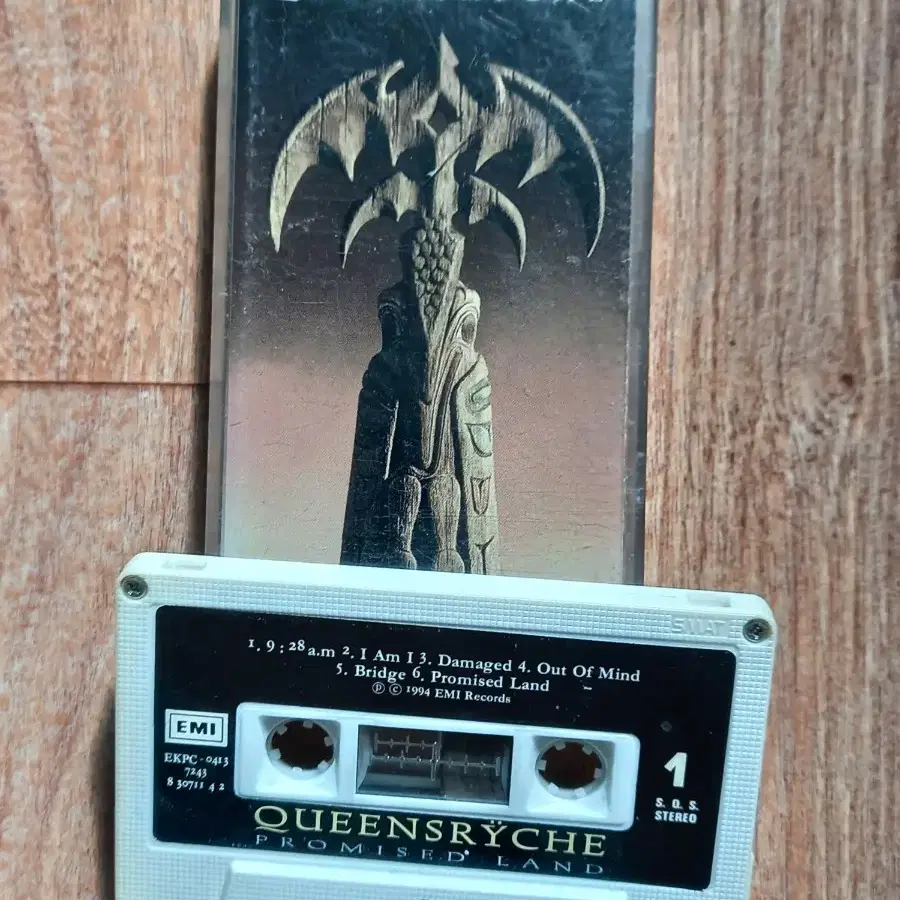 SMAT
1. 9:28 a.m 2. I Am I 3. Damaged 4. Out Of Mind
5. Bridge 6. Promised Land
Ⓟ © 1994 EMI Records
EMI
EKPC-0413
7243
8 30711 4 2
1
S. Q. S.
STEREO
QUEENSRŸCHE
PROMISED LAND